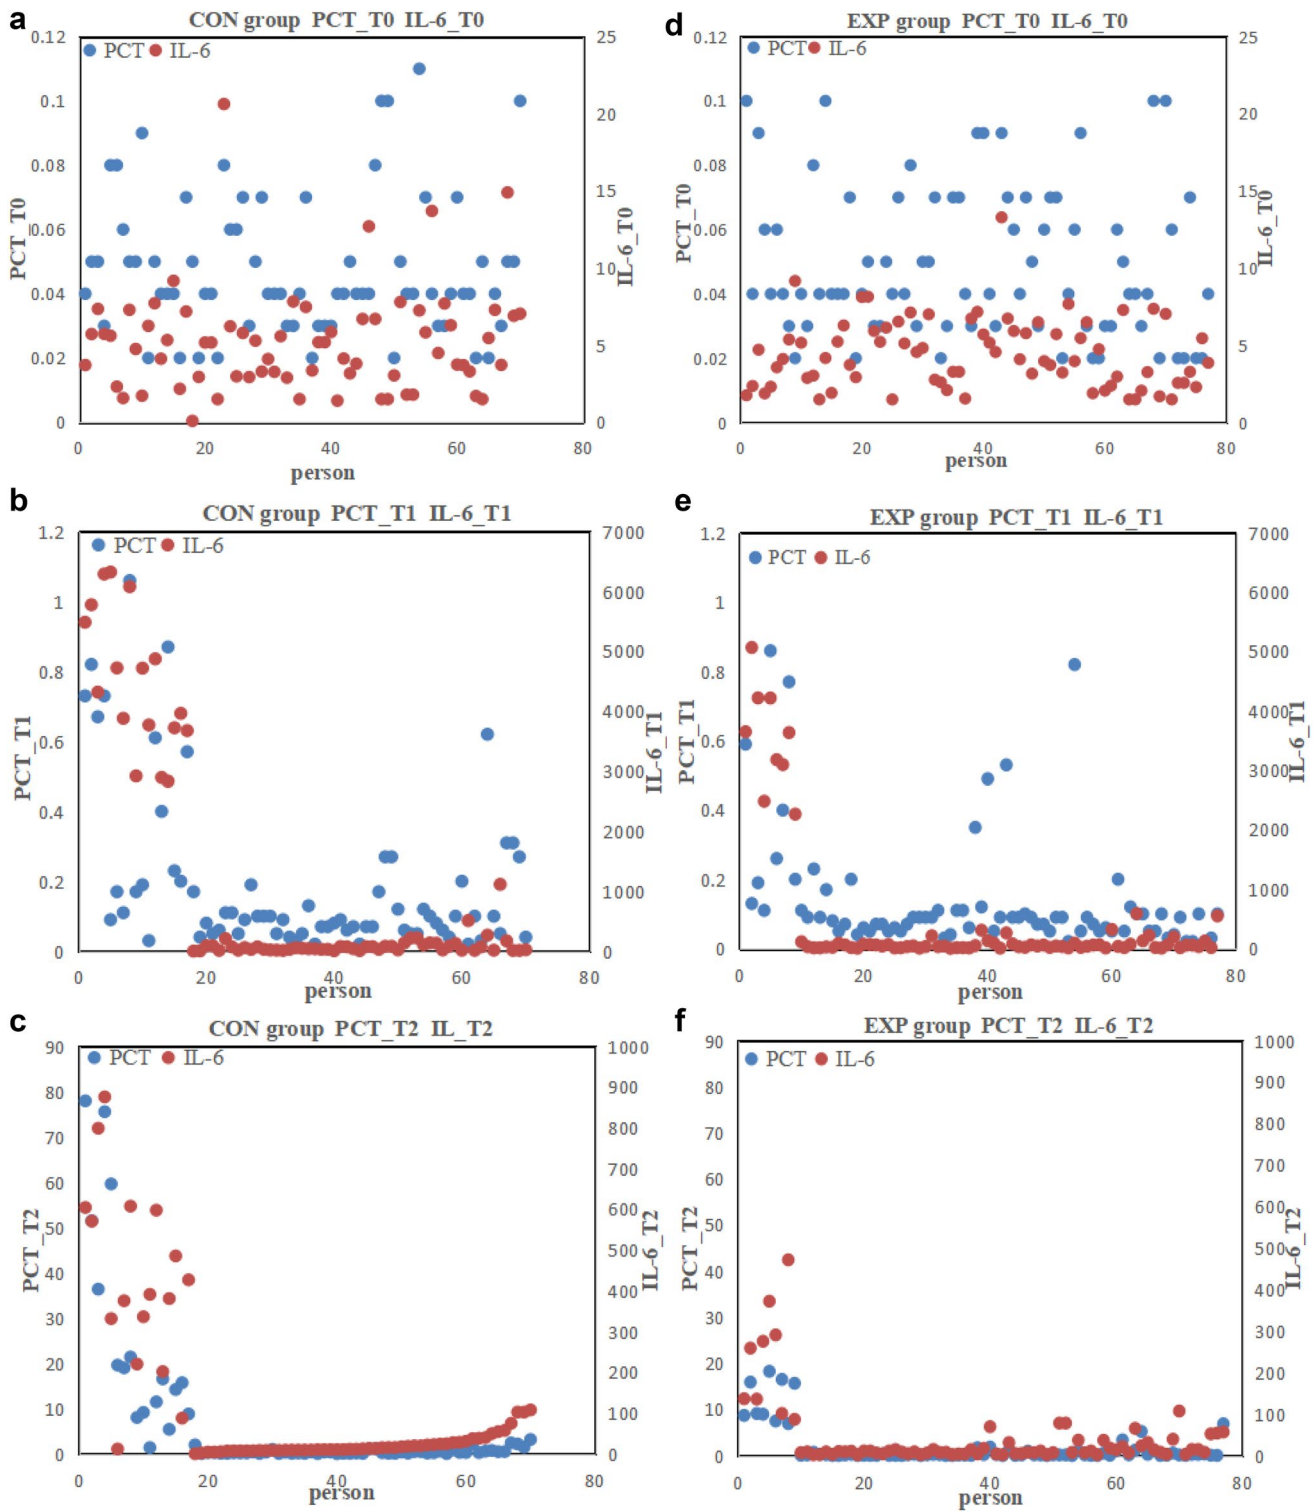 a
CON group PCT_T0 IL-6_T0
PCT IL-6
0.12
0.1
0.08
0.06
0.04
0.02
0
25
20
15
10
5
0
PCT_T0
IL-6_T0
0 20 40 60 80
person
d
EXP group PCT_T0 IL-6_T0
PCT IL-6
0.12
0.1
0.08
0.06
0.04
0.02
0
25
20
15
10
5
0
PCT_T0
IL-6_T0
0 20 40 60 80
person
b
CON group PCT_T1 IL-6_T1
PCT IL-6
1.2
1
0.8
0.6
0.4
0.2
0
7000
6000
5000
4000
3000
2000
1000
0
PCT_T1
IL-6_T1
0 20 40 60 80
person
e
EXP group PCT_T1 IL-6_T1
PCT IL-6
1.2
1
0.8
0.6
0.4
0.2
0
7000
6000
5000
4000
3000
2000
1000
0
PCT_T1
IL-6_T1
0 20 40 60 80
person
c
CON group PCT_T2 IL_T2
PCT IL-6
90
80
70
60
50
40
30
20
10
0
1000
900
800
700
600
500
400
300
200
100
0
PCT_T2
IL-6_T2
0 20 40 60 80
person
f
EXP group PCT_T2 IL-6_T2
PCT IL-6
90
80
70
60
50
40
30
20
10
0
1000
900
800
700
600
500
400
300
200
100
0
PCT_T2
IL-6_T2
0 20 40 60 80
person